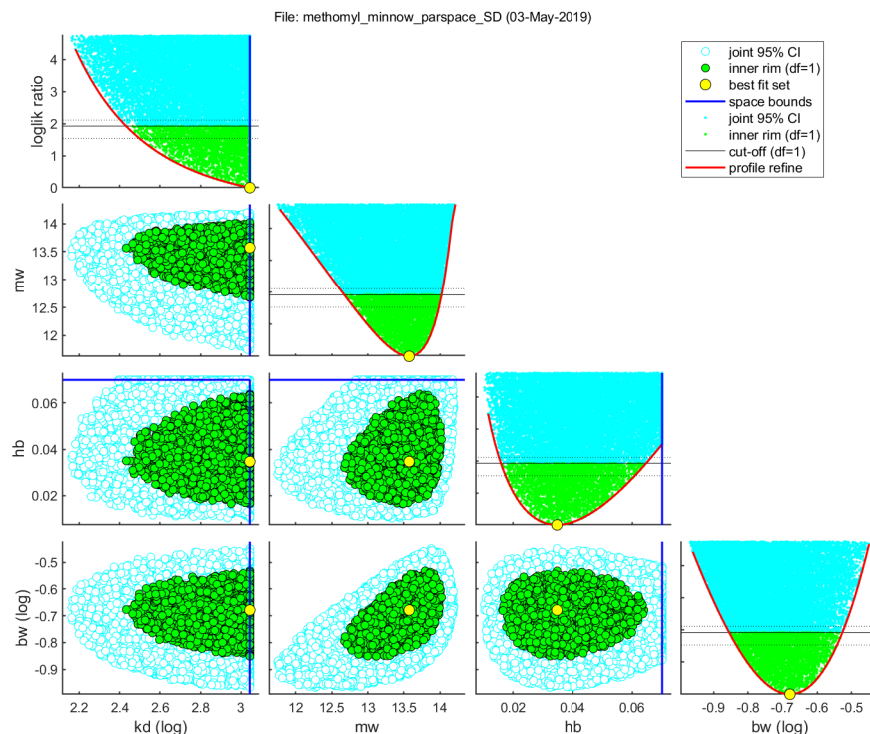 File: methomyl_minnow_parspace_SD (03-May-2019)
joint 95% CI
inner rim (df=1)
best fit set
space bounds
joint 95% CI
inner rim (df=1)
cut-off (df=1)
profile refine
loglik ratio
4
3
2
1
0
mw
14
13.5
13
12.5
12
hb
0.06
0.04
0.02
bw (log)
-0.5
-0.6
-0.7
-0.8
-0.9
2.2 2.4 2.6 2.8 3
12 12.5 13 13.5 14
0.02 0.04 0.06
-0.9 -0.8 -0.7 -0.6 -0.5
kd (log) mw hb bw (log)